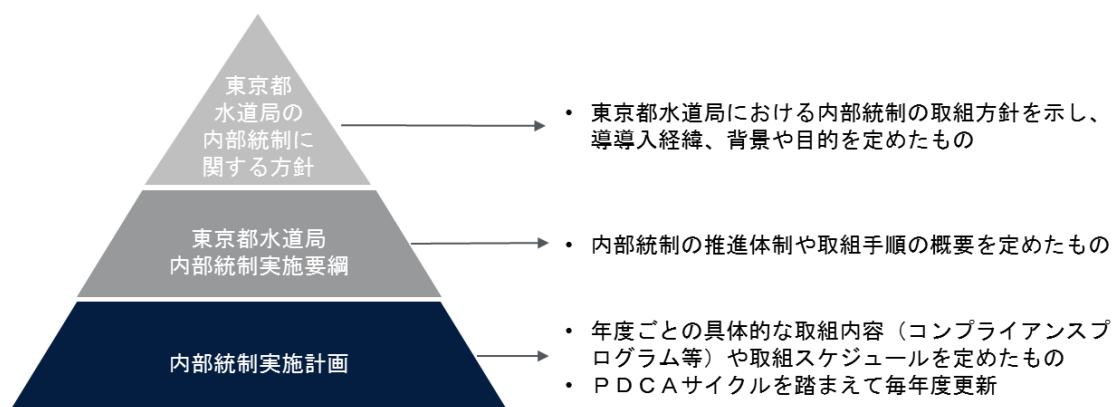 東京都
水道局の
内部統制に
関する方針
• 東京都水道局における内部統制の取組方針を示し、
導導入経緯、背景や目的を定めたもの
東京都水道局
内部統制実施要綱
• 内部統制の推進体制や取組手順の概要を定めたもの
内部統制実施計画
• 年度ごとの具体的な取組内容（コンプライアンスプ
ログラム等）や取組スケジュールを定めたもの
• ＰＤＣＡサイクルを踏まえて毎年度更新